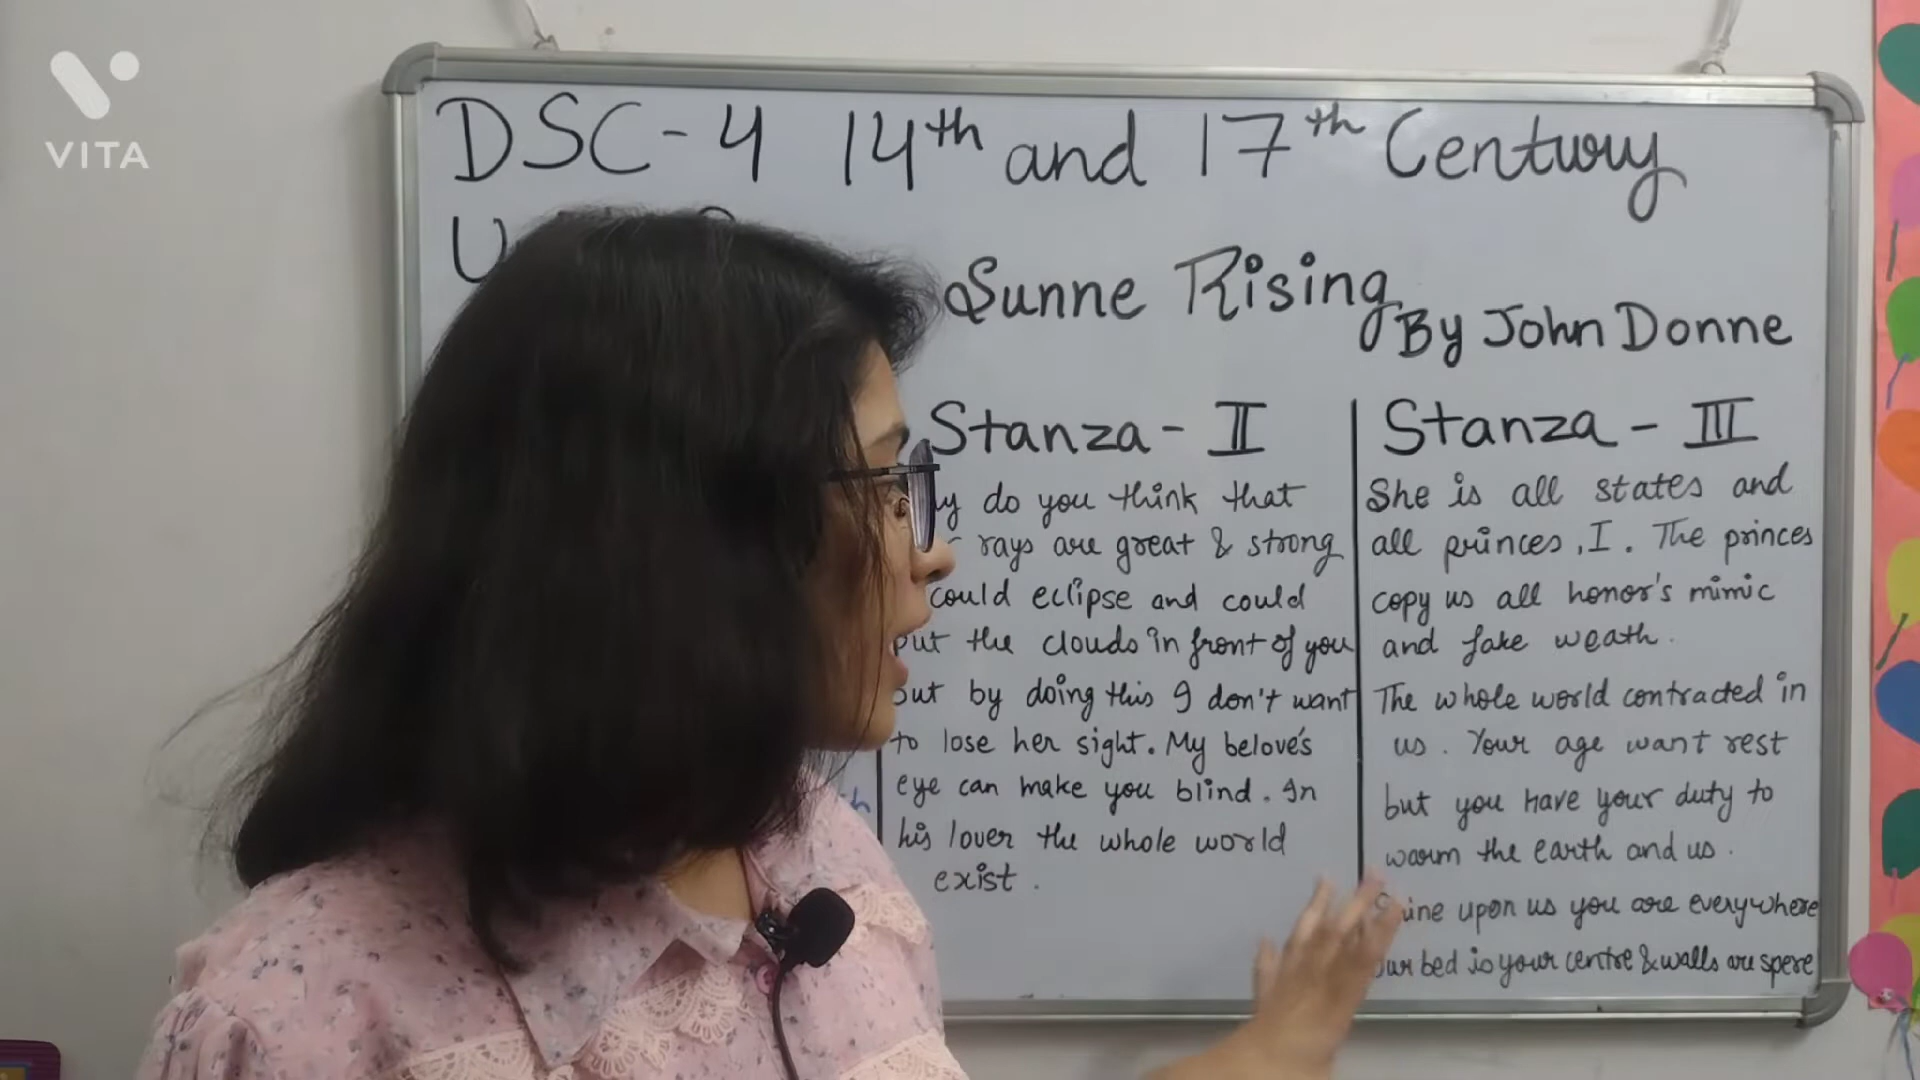 VITA
DSC-4 14th and 17th Century
Sunne Rising
By John Donne
Stanza - II
do you think that
rays are great & strong
could eclipse and could
put the clouds in front of you
but by doing this I don't want
to lose her sight. My belove's
eye can make you blind. In
his lover the whole world
exist.
Stanza - III
She is all states and
all princes, I. The princes
copy us all honor's mimic
and fake weath.
The whole world contracted in
us. Your age want rest
but you have your duty to
warm the earth and us.
Shine upon us you are everywhere
our bed is your centre & walls are spere